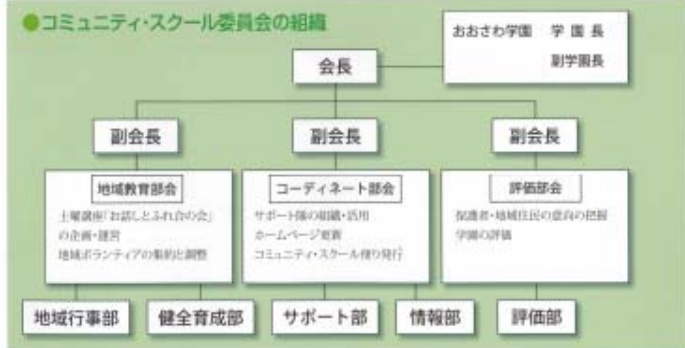 ●コミュニティ・スクール委員会の組織
おおさわ学園 学園長
副学園長
会長
副会長
副会長
副会長
地域教育部会
土曜講座「お話しとふれ合の会」
の企画・運営
地域ボランティアの集約と調整
コーディネート部会
サポート隊の組織・活用
ホームページ更新
コミュニティ・スクール便り発行
評価部会
保護者・地域住民の意向の把握
学園の評価
地域行事部
健全育成部
サポート部
情報部
評価部